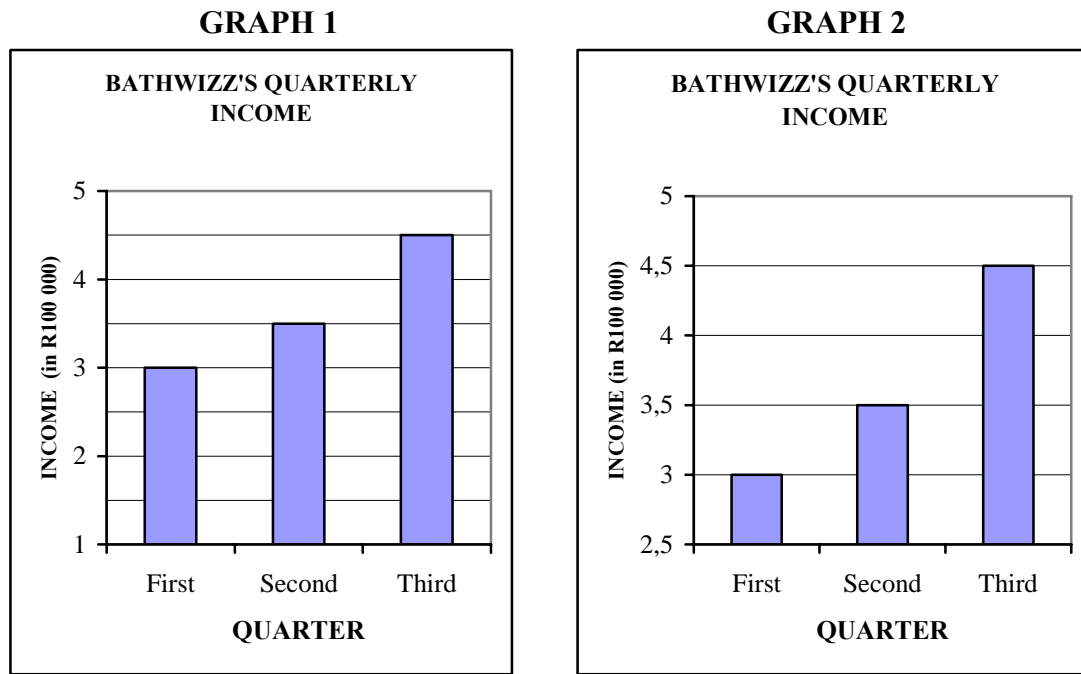 GRAPH 1
BATHWIZZ'S QUARTERLY
INCOME
INCOME (in R100 000)
5
4
3
2
1
First Second Third
QUARTER
GRAPH 2
BATHWIZZ'S QUARTERLY
INCOME
INCOME (in R100 000)
5
4,5
4
3,5
3
2,5
First Second Third
QUARTER